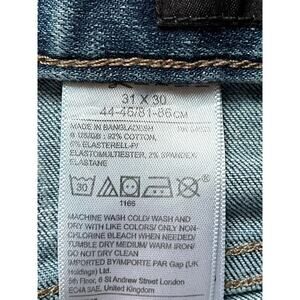 31 X 30
44-46/81-86CM
MADE IN BANGLADESH
92% COTTON,
6% ELASTERELL-P/
ELASTOMULTIESTER, 2% SPANDEX/
ELASTANE
30
1166
MACHINE WASH COLD/ WASH AND
DRY WITH LIKE COLORS/ ONLY NON-
CHLORINE BLEACH WHEN NEEDED/
TUMBLE DRY MEDIUM/ WARM IRON/
DO NOT DRY CLEAN
IMPORTED BY/IMPORTE PAR Gap (UK
Holdings) Ltd.
5th Floor, 6 St Andrew Street London
EC4A 3AE, United Kingdom